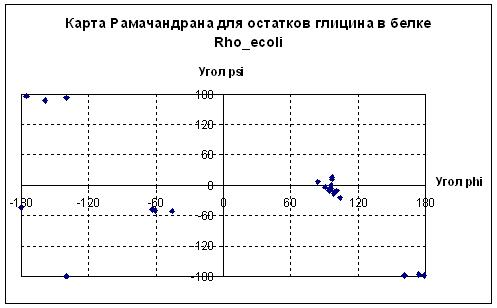 Карта Рамачандрана для остатков глицина в белке
Rho_ecoli
Угол psi
180
120
60
0
-60
-120
-180
-180 -120 -60 0 60 120 180
Угол phi